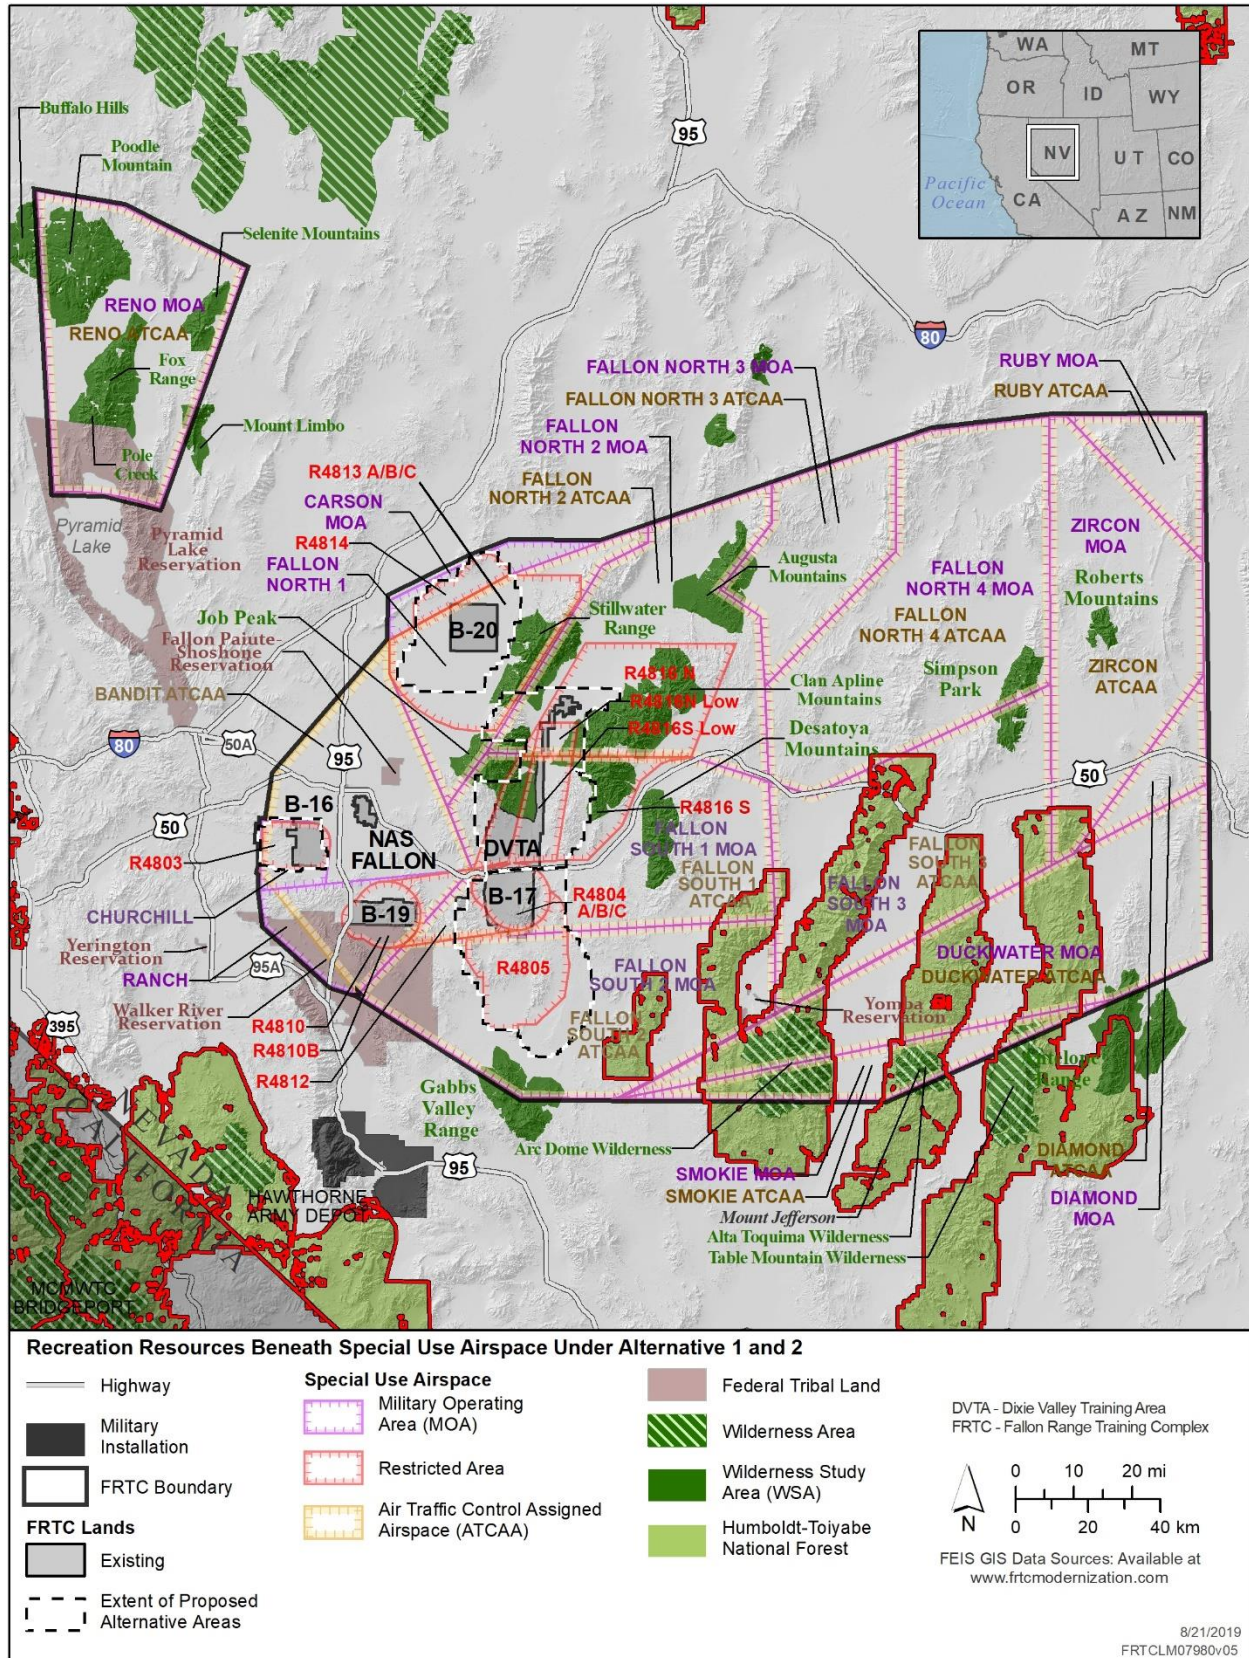 WA
MT
OR
ID
WY
NV
UT
CO
CA
AZ
NM
Pacific
Ocean
95
Buffalo Hills
Poodle
Mountain
Selenite Mountains
RENO MOA
RENO ATCAA
Fox
Range
Mount Limbo
Pole
Creek
Pyramid
Lake
Pyramid
Lake
Reservation
80
FALLON NORTH 3 MOA
FALLON NORTH 3 ATCAA
RUBY MOA
RUBY ATCAA
FALLON
NORTH 2 MOA
FALLON
NORTH 2 ATCAA
R4813 A/B/C
CARSON
MOA
R4814
FALLON
NORTH 1
Job Peak
Fallon Paiute-
Shoshone
Reservation
BANDIT ATCAA
B-20
Stillwater
Range
Augusta
Mountains
FALLON
NORTH 4 MOA
FALLON
NORTH 4 ATCAA
ZIRCON
MOA
Roberts
Mountains
ZIRCON
ATCAA
Simpson
Park
R4816 N
R4816N Low
R4816S Low
Clan Apline
Mountains
Desatoya
Mountains
80
50A
95
50
B-16
50
R4803
NAS
FALLON
DVTA
R4816 S
FALLON
SOUTH 1 MOA
FALLON
SOUTH 1
ATCAA
FALLON
SOUTH 3
ATCAA
FALLON
SOUTH 3
MOA
B-17
R4804
A/B/C
B-19
CHURCHILL
Yerington
Reservation
RANCH
95A
Walker River
Reservation
R4805
FALLON
SOUTH 2 MOA
FALLON
SOUTH 2
ATCAA
DUCKWATER MOA
DUCKWATER ATCAA
Yomba
Reservation
395
R4810
R4810B
R4812
Gabbs
Valley
Range
Antelope
Range
Arc Dome Wilderness
NEVADA
CALIFORNIA
95
SMOKIE MOA
SMOKIE ATCAA
Mount Jefferson
Alta Toquima Wilderness
Table Mountain Wilderness
DIAMOND
ATCAA
DIAMOND
MOA
HAWTHORNE
ARMY DEPOT
MCMWTC
BRIDGEPORT
Recreation Resources Beneath Special Use Airspace Under Alternative 1 and 2
Highway
Military
Installation
FRTC Boundary
FRTC Lands
Existing
Extent of Proposed
Alternative Areas
Special Use Airspace
Military Operating
Area (MOA)
Restricted Area
Air Traffic Control Assigned
Airspace (ATCAA)
Federal Tribal Land
Wilderness Area
Wilderness Study
Area (WSA)
Humboldt-Toiyabe
National Forest
DVTA - Dixie Valley Training Area
FRTC - Fallon Range Training Complex
N
0 10 20 mi
0 20 40 km
FEIS GIS Data Sources: Available at
www.frtcmodernization.com
8/21/2019
FRTCLM07980v05